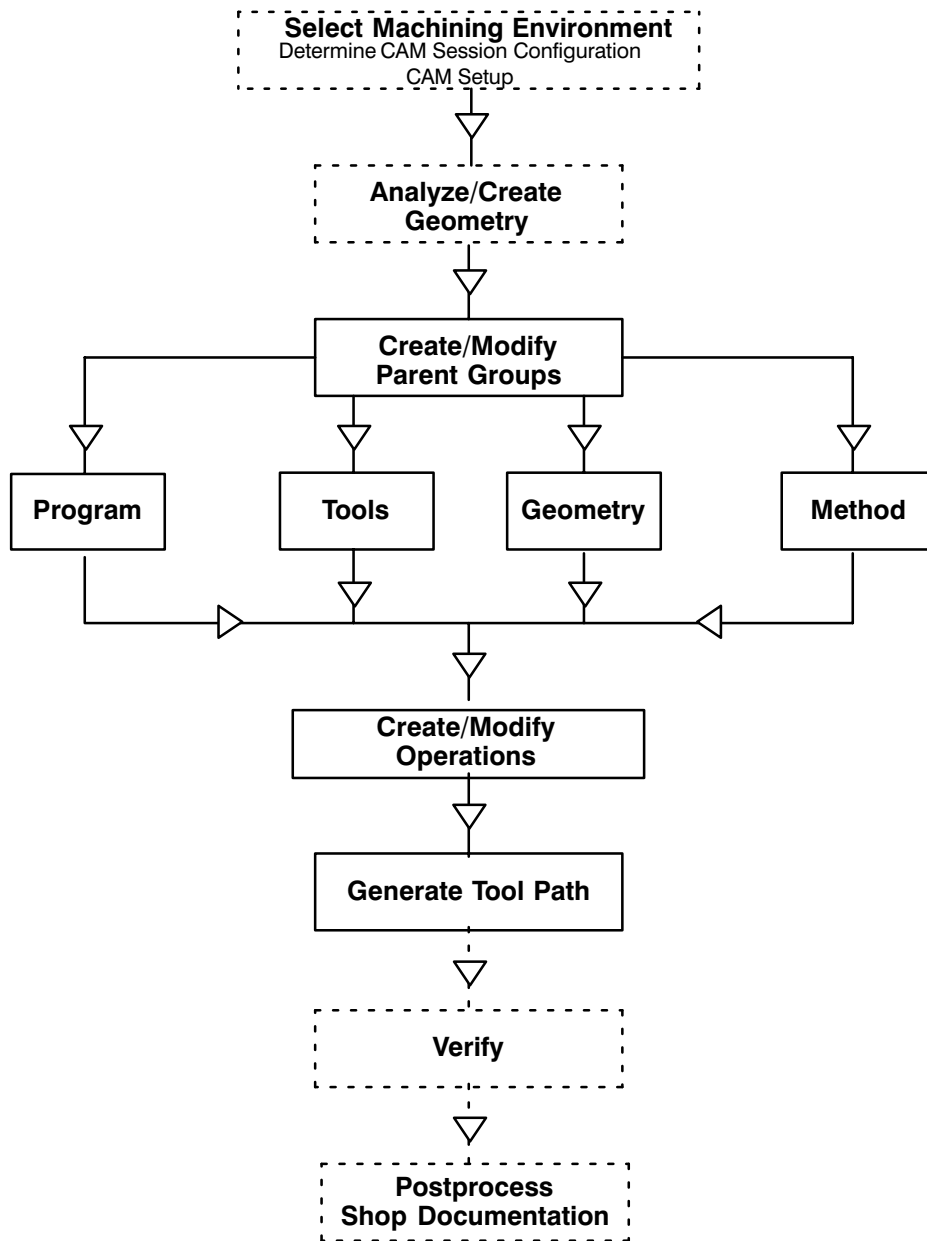 Select Machining Environment
Determine CAM Session Configuration
CAM Setup
Analyze/Create
Geometry
Create/Modify
Parent Groups
Program
Tools
Geometry
Method
Create/Modify
Operations
Generate Tool Path
Verify
Postprocess
Shop Documentation